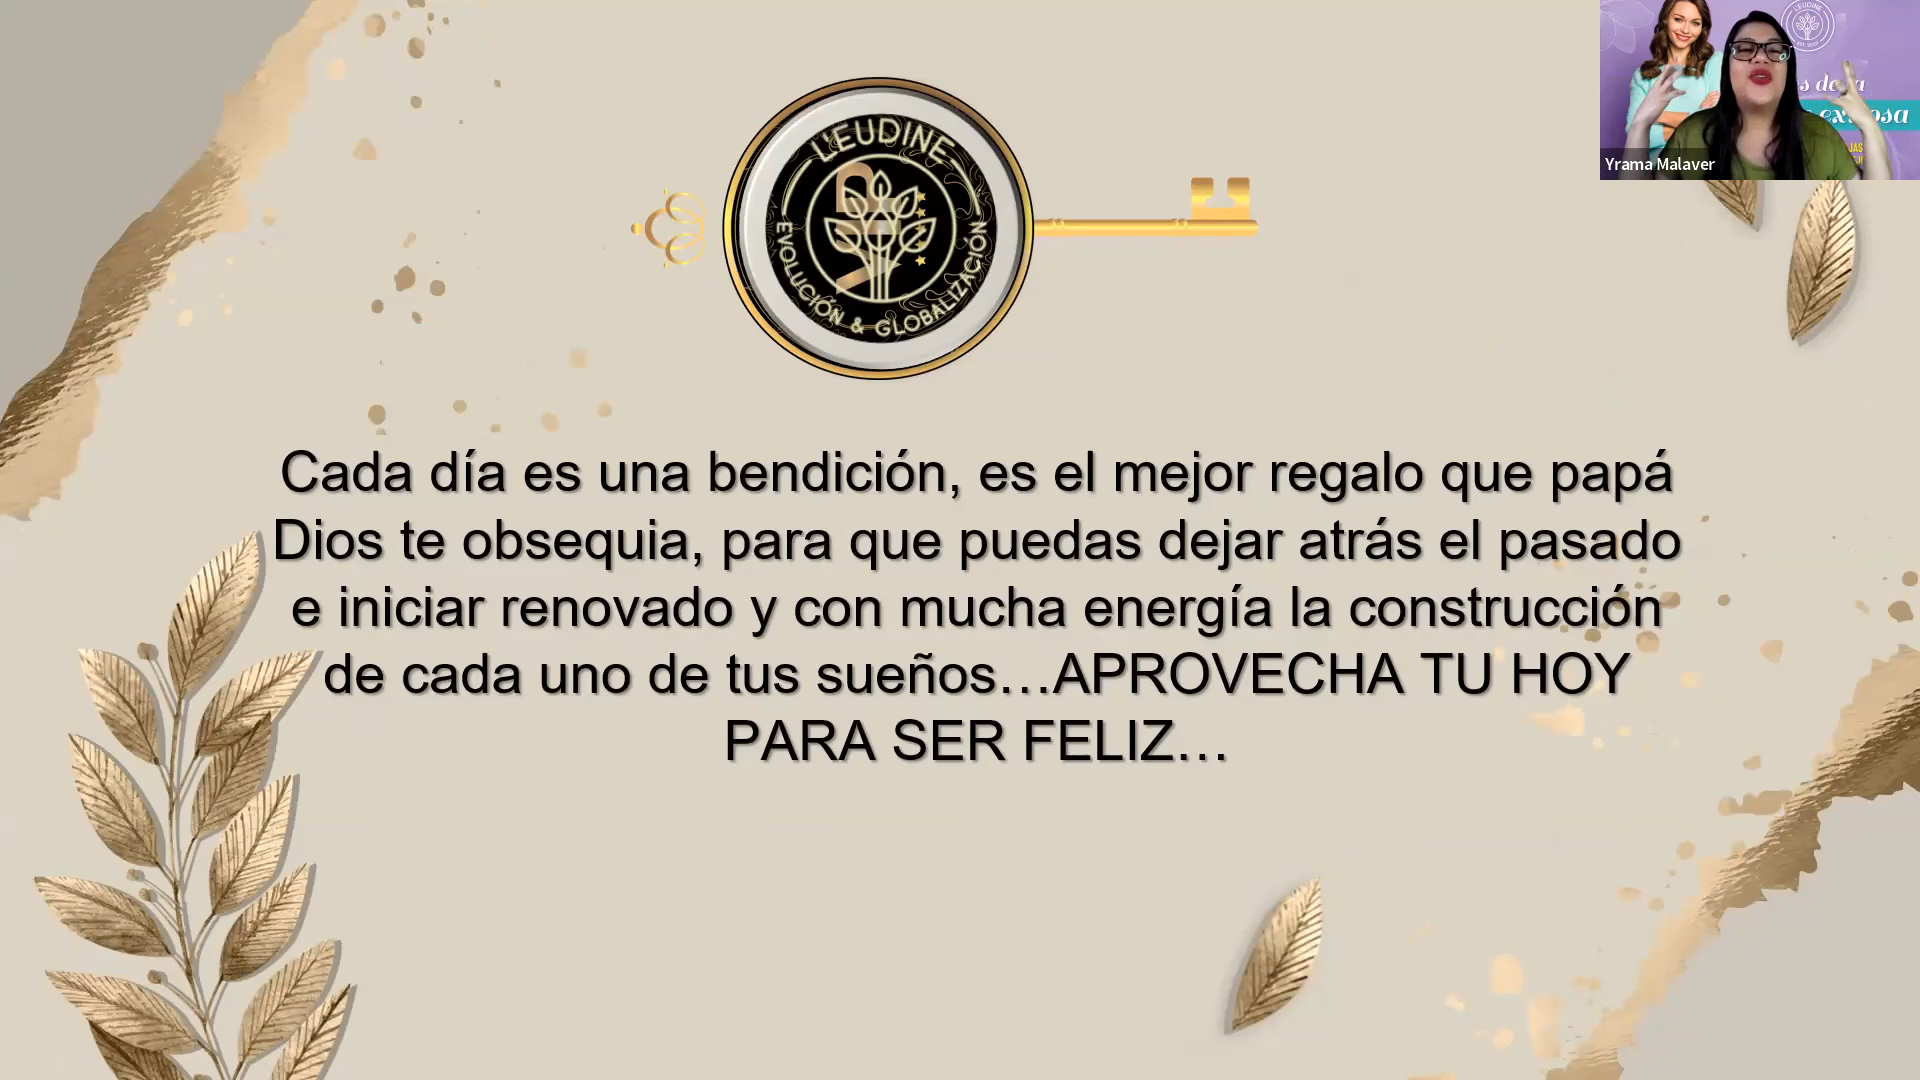 L'EUDINE
EVOLUCIÓN & GLOBALIZACIÓN
L'EUDINE
Yrama Malaver
Cada día es una bendición, es el mejor regalo que papá
Dios te obsequia, para que puedas dejar atrás el pasado
e iniciar renovado y con mucha energía la construcción
de cada uno de tus sueños…APROVECHA TU HOY
PARA SER FELIZ…